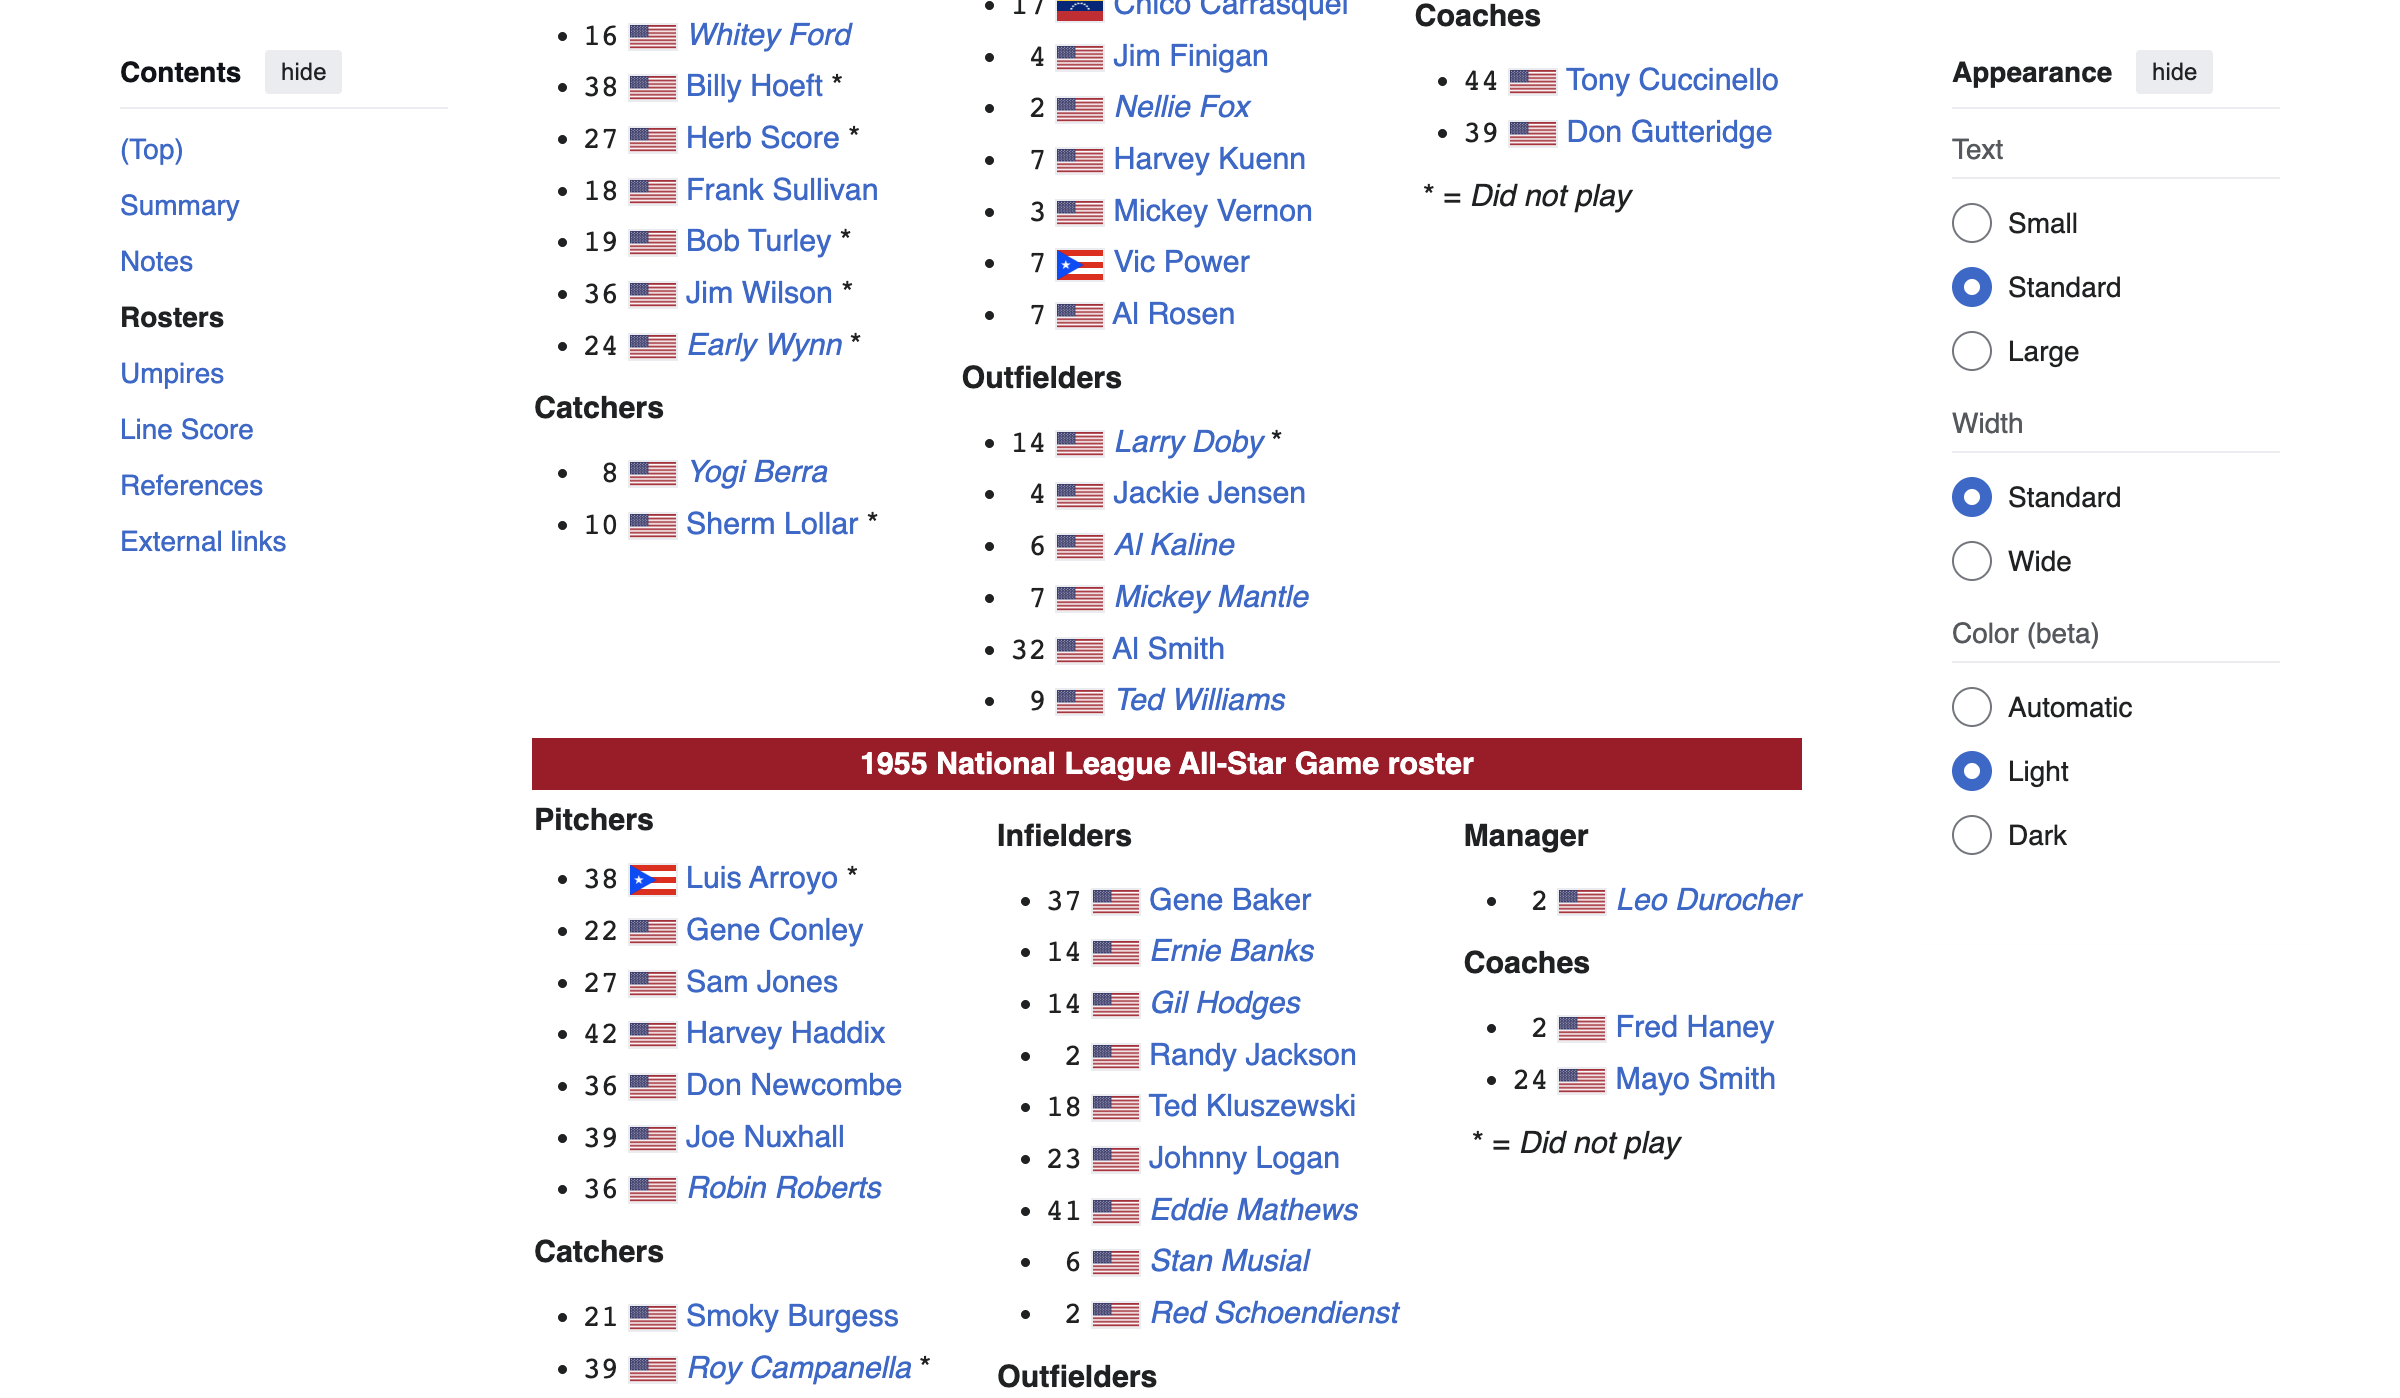 Contents hide
(Top)
Summary
Notes
Rosters
Umpires
Line Score
References
External links
16 Whitey Ford
38 Billy Hoeft *
27 Herb Score *
18 Frank Sullivan
19 Bob Turley *
36 Jim Wilson *
24 Early Wynn *
Catchers
8 Yogi Berra
10 Sherm Lollar *
17 Chico Carrasquel
4 Jim Finigan
2 Nellie Fox
7 Harvey Kuenn
3 Mickey Vernon
7 Vic Power
7 Al Rosen
Outfielders
14 Larry Doby *
4 Jackie Jensen
6 Al Kaline
7 Mickey Mantle
32 Al Smith
9 Ted Williams
Coaches
44 Tony Cuccinello
39 Don Gutteridge
* = Did not play
1955 National League All-Star Game roster
Pitchers
38 Luis Arroyo *
22 Gene Conley
27 Sam Jones
42 Harvey Haddix
36 Don Newcombe
39 Joe Nuxhall
36 Robin Roberts
Catchers
21 Smoky Burgess
39 Roy Campanella *
Infielders
37 Gene Baker
14 Ernie Banks
14 Gil Hodges
2 Randy Jackson
18 Ted Kluszewski
23 Johnny Logan
41 Eddie Mathews
6 Stan Musial
2 Red Schoendienst
Outfielders
Manager
2 Leo Durocher
Coaches
2 Fred Haney
24 Mayo Smith
* = Did not play
Appearance hide
Text
Small
Standard
Large
Width
Standard
Wide
Color (beta)
Automatic
Light
Dark